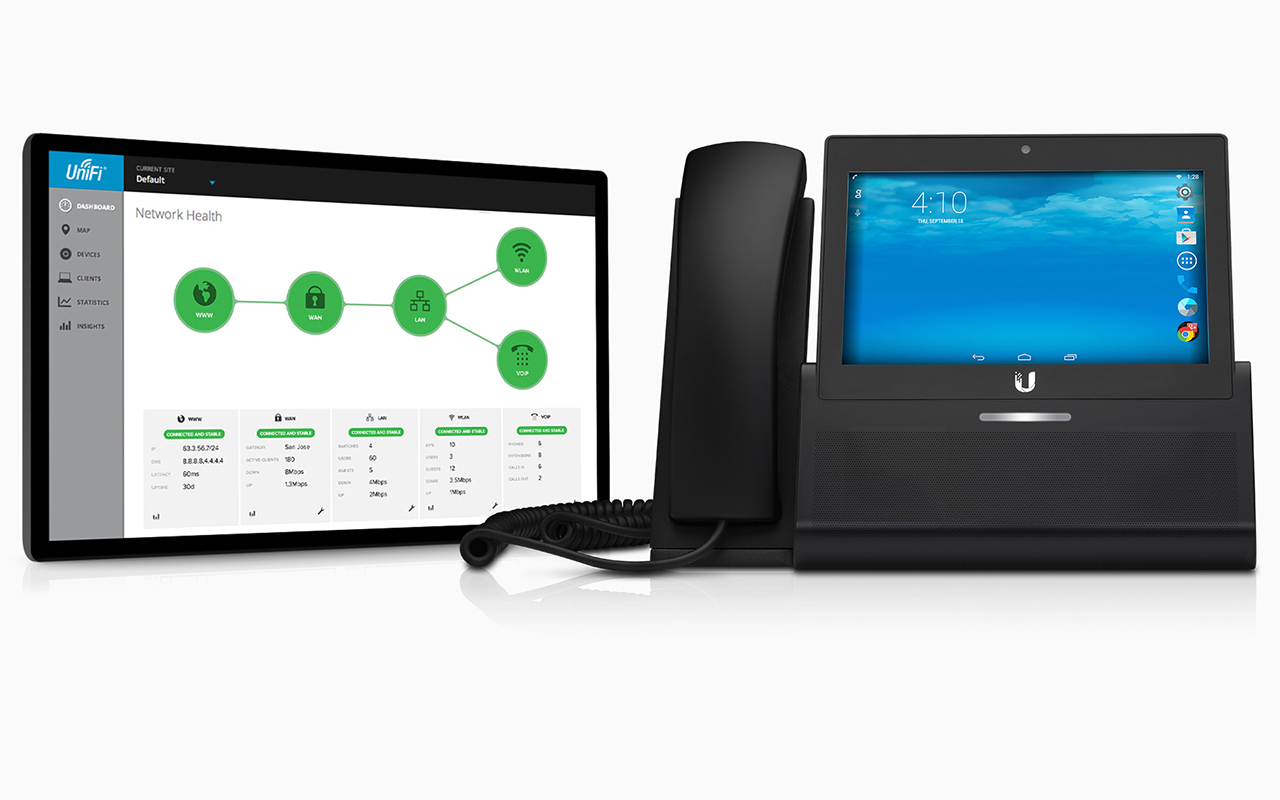 UniFi®
CURRENT SITE
Default
DASHBOARD
MAP
DEVICES
CLIENTS
STATISTICS
INSIGHTS
Network Health
WWW
WAN
LAN
WLAN
VOIP
WWW
CONNECTED AND STABLE
IP 63.3.56.7/24
DNS 8.8.8.8,4.4.4.4
LATENCY 60ms
UPTIME 30d
WAN
CONNECTED AND STABLE
GATEWAY San Jose
ACTIVE CLIENTS 180
DOWN 8Mbps
UP 1.3Mbps
LAN
CONNECTED AND STABLE
SWITCHES 4
USERS 60
GUESTS 5
DOWN 4Mbps
UP 2Mbps
WLAN
CONNECTED AND STABLE
AP'S 10
USERS 3
GUESTS 12
DOWN 3.5Mbps
UP 1Mbps
VOIP
CONNECTED AND STABLE
PHONES 6
EXTENSIONS 8
CALLS IN 6
CALLS OUT 2
1:28
4:10
THU, SEPTEMBER 18
U